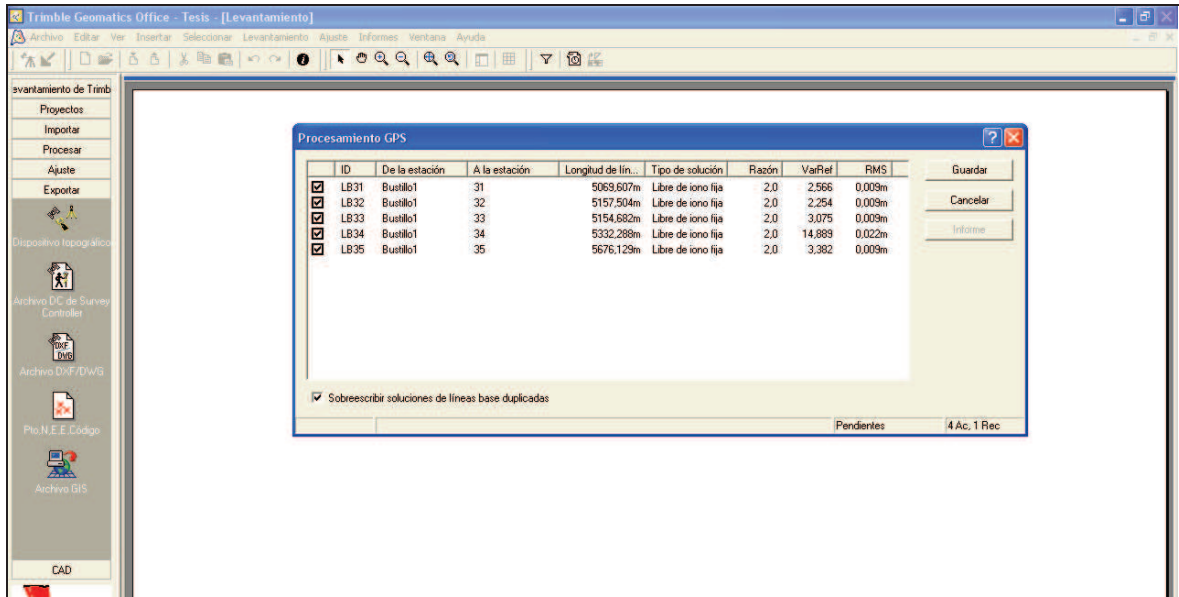 Trimble Geomatics Office - Tesis - [Levantamiento]
Archivo Editar Ver Insertar Seleccionar Levantamiento Ajuste Informes Ventana Ayuda
evantamiento de Trimb
Proyectos
Importar
Procesar
Ajuste
Exportar
Dispositivo topográfico
Archivo DC de Survey
Controller
DXF
DWG
Archivo DXF/DWG
Pto,N,E,E,Código
Archivo GIS
CAD
Procesamiento GPS
ID De la estación A la estación Longitud de lín... Tipo de solución Razón VarRef RMS
LB31 Bustillo1 31 5069,607m Libre de iono fija 2,0 2,566 0,009m
LB32 Bustillo1 32 5157,504m Libre de iono fija 2,0 2,254 0,009m
LB33 Bustillo1 33 5154,682m Libre de iono fija 2,0 3,075 0,009m
LB34 Bustillo1 34 5332,288m Libre de iono fija 2,0 14,889 0,022m
LB35 Bustillo1 35 5676,129m Libre de iono fija 2,0 3,382 0,009m
Guardar
Cancelar
Informe
Sobreescribir soluciones de líneas base duplicadas
Pendientes 4 Ac, 1 Rec